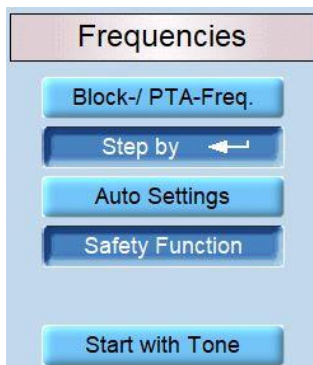 Frequencies
Block-/ PTA-Freq.
Step by
Auto Settings
Safety Function
Start with Tone